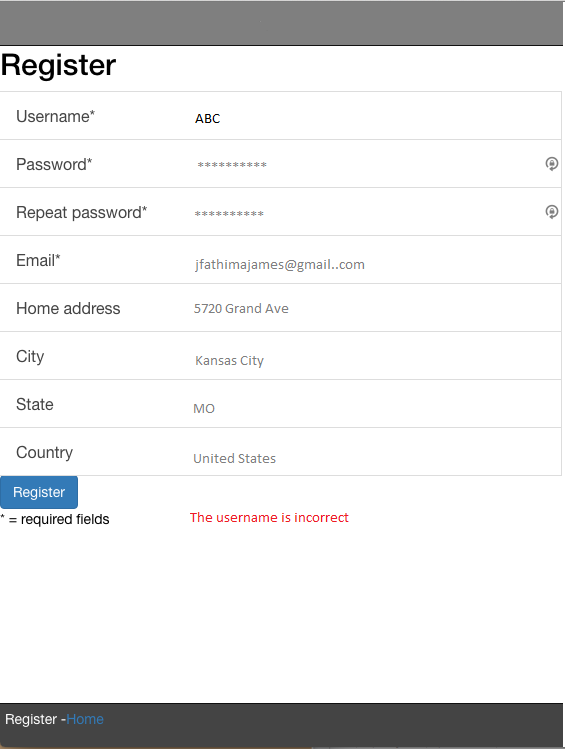 Register
Username* ABC
Password* **********
Repeat password* **********
Email* jfathimajames@gmail..com
Home address 5720 Grand Ave
City Kansas City
State MO
Country United States
Register
* = required fields The username is incorrect
Register -Home